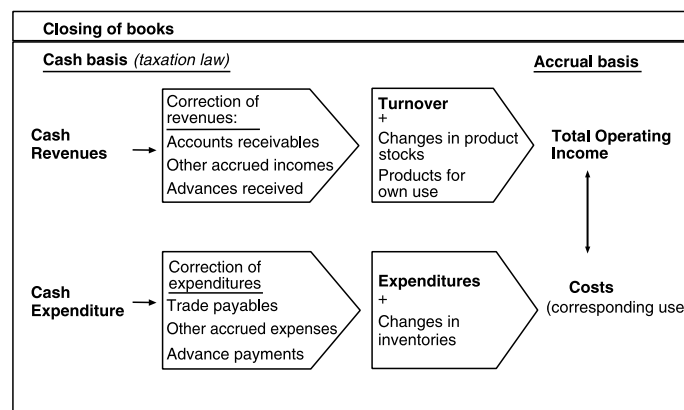 Closing of books
Cash basis (taxation law)
Accrual basis
Cash
Revenues
Correction of
revenues:
Accounts receivables
Other accrued incomes
Advances received
Turnover
+
Changes in product
stocks
Products for
own use
Total Operating
Income
Cash
Expenditure
Correction of
expenditures
Trade payables
Other accrued expenses
Advance payments
Expenditures
+
Changes in
inventories
Costs
(corresponding use